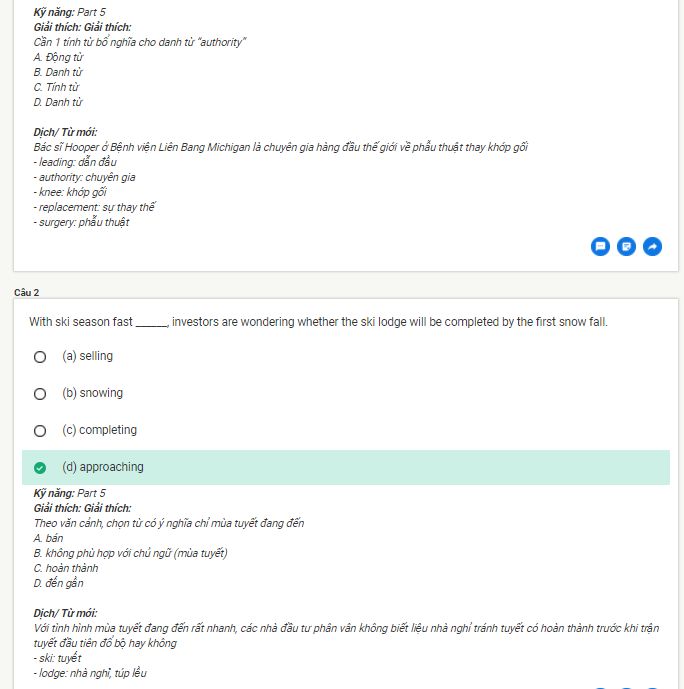 Kỹ năng: Part 5
Giải thích: Giải thích:
Cần 1 tính từ bổ nghĩa cho danh từ "authority"
A. Động từ
B. Danh từ
C. Tính từ
D. Danh từ
Dịch/ Từ mới:
Bác sĩ Hooper ở Bệnh viện Liên Bang Michigan là chuyên gia hàng đầu thế giới về phẫu thuật thay khớp gối
- leading: dẫn đầu
- authority: chuyên gia
- knee: khớp gối
- replacement: sự thay thế
- surgery: phẫu thuật
Câu 2
With ski season fast ______, investors are wondering whether the ski lodge will be completed by the first snow fall.
(a) selling
(b) snowing
(c) completing
(d) approaching
Kỹ năng: Part 5
Giải thích: Giải thích:
Theo văn cảnh, chọn từ có ý nghĩa chỉ mùa tuyết đang đến
A. bán
B. không phù hợp với chủ ngữ (mùa tuyết)
C. hoàn thành
D. đến gần
Dịch/ Từ mới:
Với tình hình mùa tuyết đang đến rất nhanh, các nhà đầu tư phân vân không biết liệu nhà nghỉ tránh tuyết có hoàn thành trước khi trận
tuyết đầu tiên đổ bộ hay không
- ski: tuyết
- lodge: nhà nghỉ, túp lều